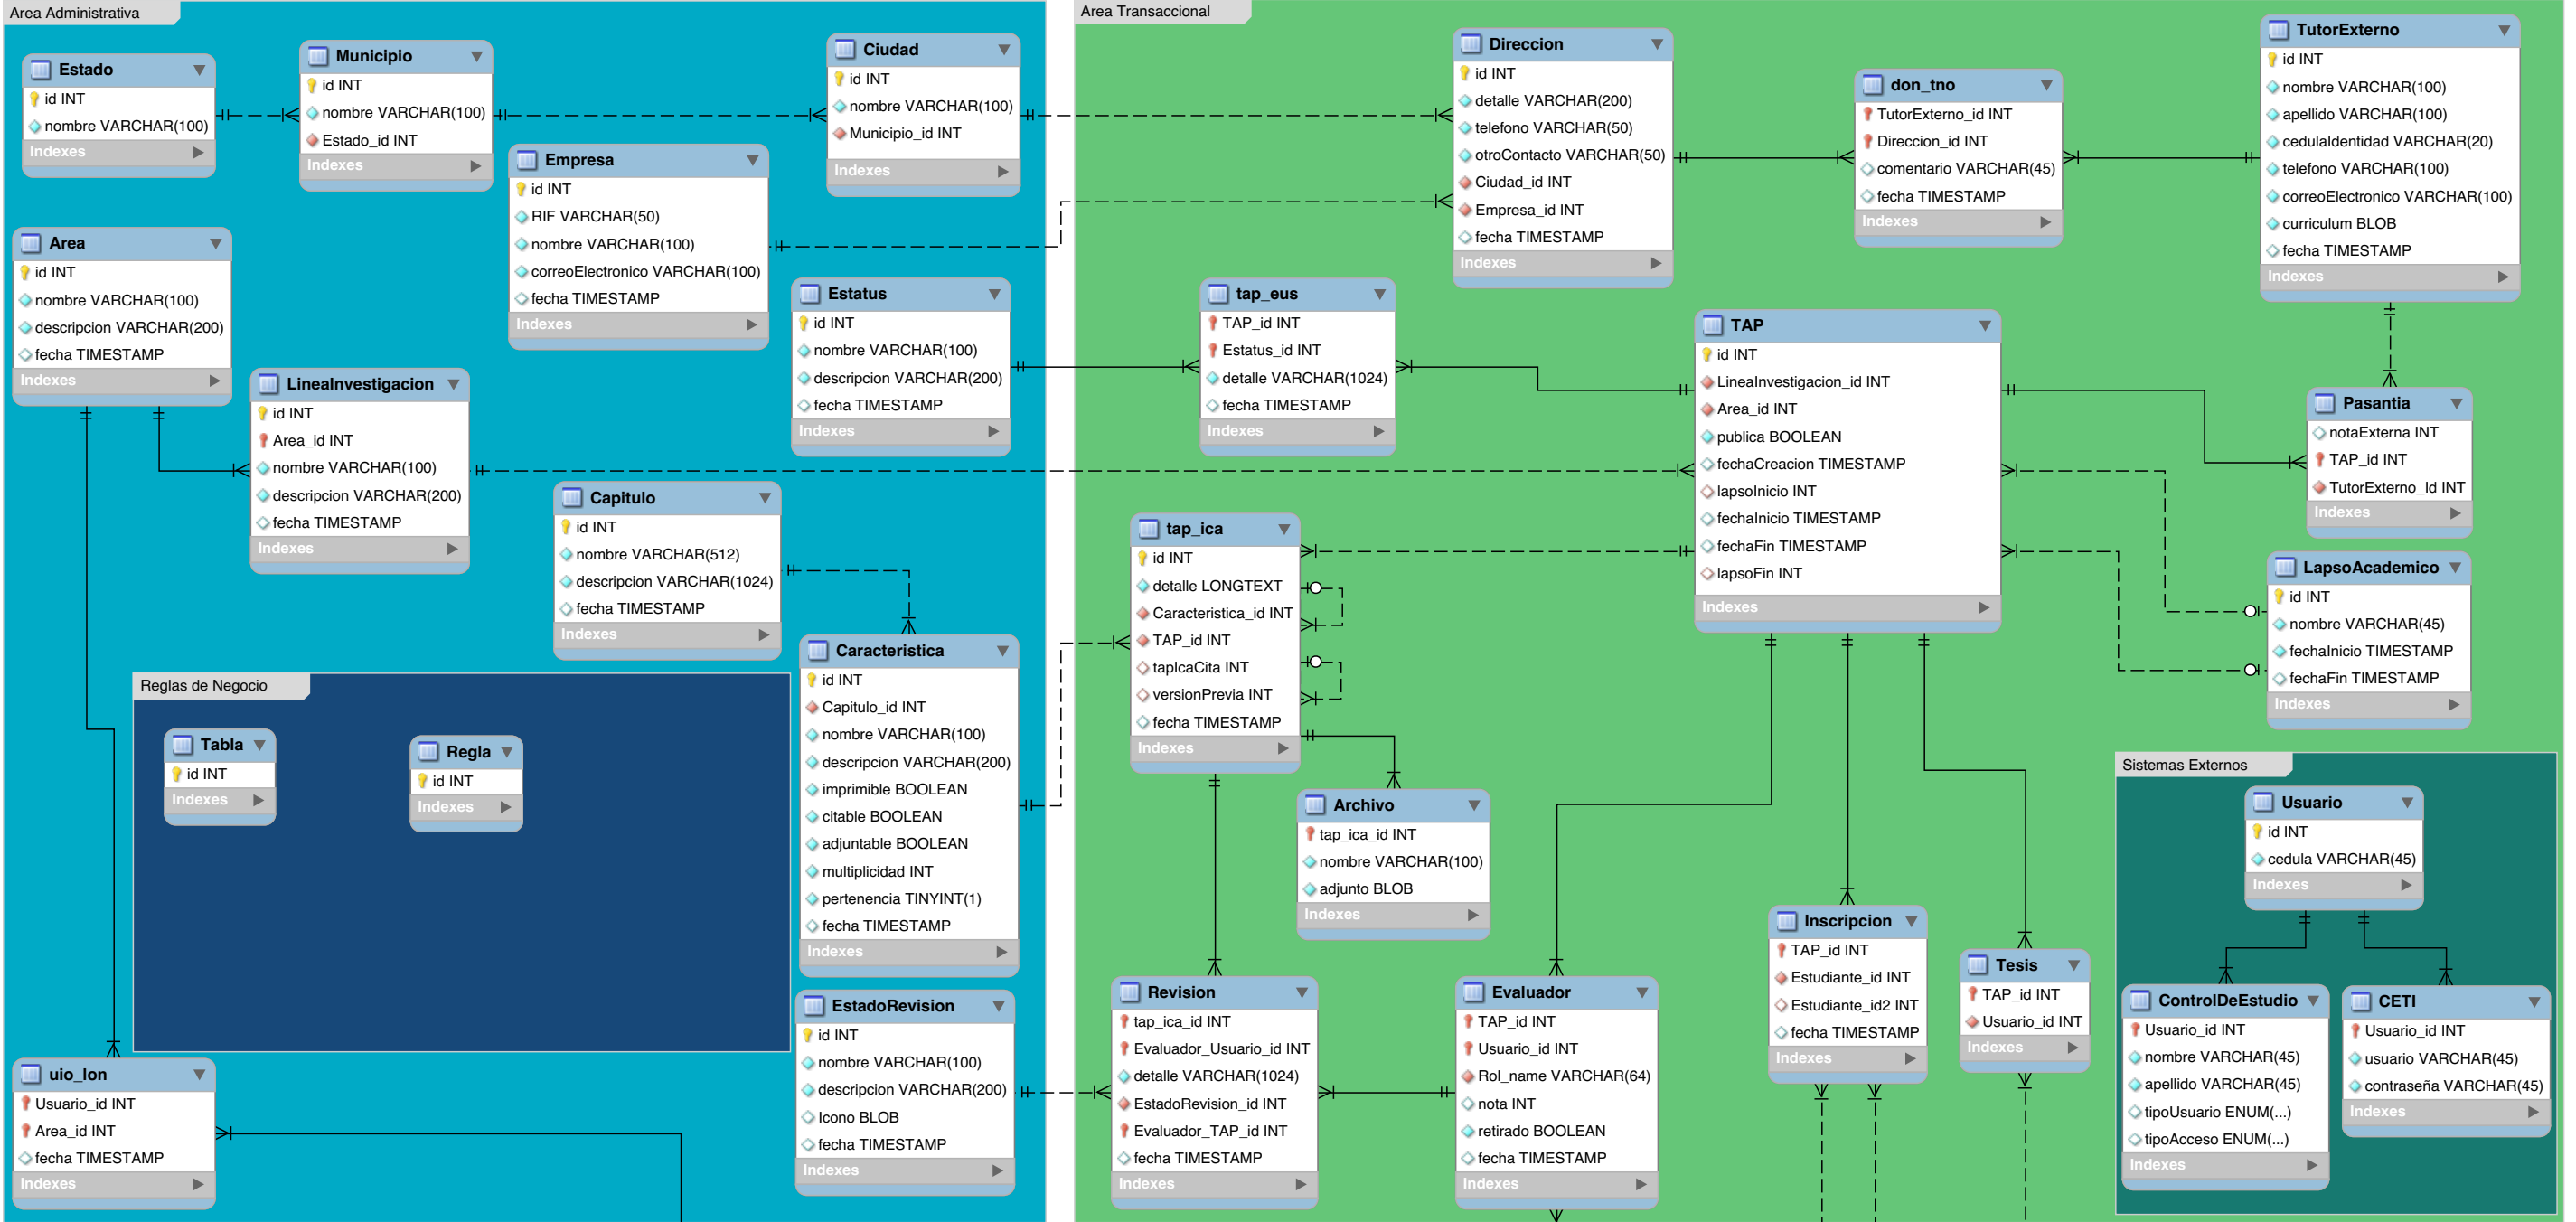 Area Administrativa
Estado
id INT
nombre VARCHAR(100)
Indexes
Municipio
id INT
nombre VARCHAR(100)
Estado_id INT
Indexes
Ciudad
id INT
nombre VARCHAR(100)
Municipio_id INT
Indexes
Empresa
id INT
RIF VARCHAR(50)
nombre VARCHAR(100)
correoElectronico VARCHAR(100)
fecha TIMESTAMP
Indexes
Area
id INT
nombre VARCHAR(100)
descripcion VARCHAR(200)
fecha TIMESTAMP
Indexes
Estatus
id INT
nombre VARCHAR(100)
descripcion VARCHAR(200)
fecha TIMESTAMP
Indexes
LineaInvestigacion
id INT
Area_id INT
nombre VARCHAR(100)
descripcion VARCHAR(200)
fecha TIMESTAMP
Indexes
Capitulo
id INT
nombre VARCHAR(512)
descripcion VARCHAR(1024)
fecha TIMESTAMP
Indexes
Caracteristica
id INT
Capitulo_id INT
nombre VARCHAR(100)
descripcion VARCHAR(200)
imprimible BOOLEAN
citable BOOLEAN
adjuntable BOOLEAN
multiplicidad INT
pertenencia TINYINT(1)
fecha TIMESTAMP
Indexes
Reglas de Negocio
Tabla
id INT
Indexes
Regla
id INT
Indexes
EstadoRevision
id INT
nombre VARCHAR(100)
descripcion VARCHAR(200)
Icono BLOB
fecha TIMESTAMP
Indexes
uio_lon
Usuario_id INT
Area_id INT
fecha TIMESTAMP
Indexes
Area Transaccional
Direccion
id INT
detalle VARCHAR(200)
telefono VARCHAR(50)
otroContacto VARCHAR(50)
Ciudad_id INT
Empresa_id INT
fecha TIMESTAMP
Indexes
don_tno
TutorExterno_id INT
Direccion_id INT
comentario VARCHAR(45)
fecha TIMESTAMP
Indexes
TutorExterno
id INT
nombre VARCHAR(100)
apellido VARCHAR(100)
cedulaIdentidad VARCHAR(20)
telefono VARCHAR(100)
correoElectronico VARCHAR(100)
curriculum BLOB
fecha TIMESTAMP
Indexes
tap_eus
TAP_id INT
Estatus_id INT
detalle VARCHAR(1024)
fecha TIMESTAMP
Indexes
TAP
id INT
LineaInvestigacion_id INT
Area_id INT
publica BOOLEAN
fechaCreacion TIMESTAMP
lapsoInicio INT
fechaInicio TIMESTAMP
fechaFin TIMESTAMP
lapsoFin INT
Indexes
Pasantia
notaExterna INT
TAP_id INT
TutorExterno_Id INT
Indexes
tap_ica
id INT
detalle LONGTEXT
Caracteristica_id INT
TAP_id INT
tapIcaCita INT
versionPrevia INT
fecha TIMESTAMP
Indexes
LapsoAcademico
id INT
nombre VARCHAR(45)
fechaInicio TIMESTAMP
fechaFin TIMESTAMP
Indexes
Archivo
tap_ica_id INT
nombre VARCHAR(100)
adjunto BLOB
Indexes
Revision
tap_ica_id INT
Evaluador_Usuario_id INT
detalle VARCHAR(1024)
EstadoRevision_id INT
Evaluador_TAP_id INT
fecha TIMESTAMP
Indexes
Evaluador
TAP_id INT
Usuario_id INT
Rol_name VARCHAR(64)
nota INT
retirado BOOLEAN
fecha TIMESTAMP
Indexes
Inscripcion
TAP_id INT
Estudiante_id INT
Estudiante_id2 INT
fecha TIMESTAMP
Indexes
Tesis
TAP_id INT
Usuario_id INT
Indexes
Sistemas Externos
Usuario
id INT
cedula VARCHAR(45)
Indexes
ControlDeEstudio
Usuario_id INT
nombre VARCHAR(45)
apellido VARCHAR(45)
tipoUsuario ENUM(...)
tipoAcceso ENUM(...)
Indexes
CETI
Usuario_id INT
usuario VARCHAR(45)
contraseña VARCHAR(45)
Indexes